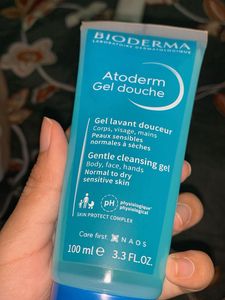 BIODERMA
LABORATOIRE DERMATOLOGIQUE
Atoderm
Gel douche
Gel lavant douceur
Corps, visage, mains
Peaux sensibles
normales à sèches
Gentle cleansing gel
Body, face, hands
Normal to dry
sensitive skin
pH physiologique/
physiological
SKIN PROTECT COMPLEX
Care first. NAOS
100 ml ℮ 3.3 FL.OZ.